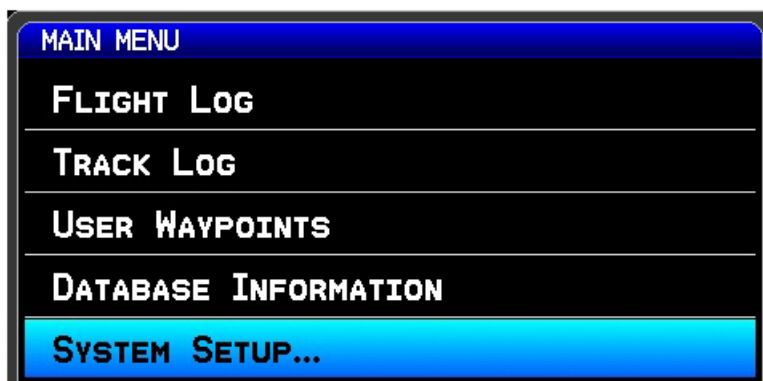 MAIN MENU
FLIGHT LOG
TRACK LOG
USER WAYPOINTS
DATABASE INFORMATION
SYSTEM SETUP...